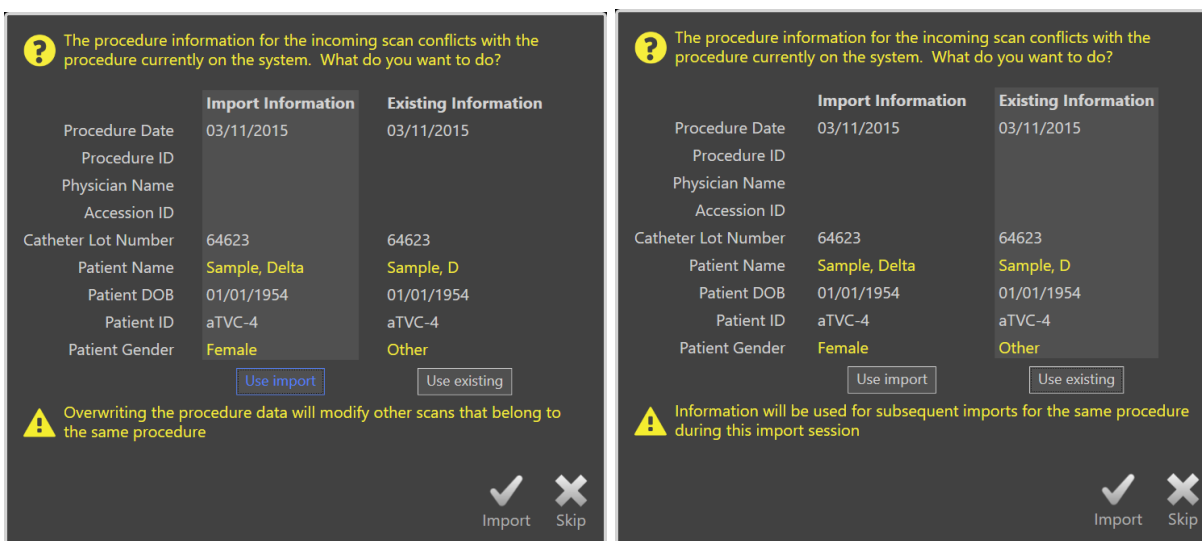 The procedure information for the incoming scan conflicts with the
procedure currently on the system.  What do you want to do?
Import Information Existing Information
Procedure Date 03/11/2015 03/11/2015
Procedure ID
Physician Name
Accession ID
Catheter Lot Number 64623 64623
Patient Name Sample, Delta Sample, D
Patient DOB 01/01/1954 01/01/1954
Patient ID aTVC-4 aTVC-4
Patient Gender Female Other
Use import Use existing
Overwriting the procedure data will modify other scans that belong to
the same procedure
Import Skip
The procedure information for the incoming scan conflicts with the
procedure currently on the system.  What do you want to do?
Import Information Existing Information
Procedure Date 03/11/2015 03/11/2015
Procedure ID
Physician Name
Accession ID
Catheter Lot Number 64623 64623
Patient Name Sample, Delta Sample, D
Patient DOB 01/01/1954 01/01/1954
Patient ID aTVC-4 aTVC-4
Patient Gender Female Other
Use import Use existing
Information will be used for subsequent imports for the same procedure
during this import session
Import Skip